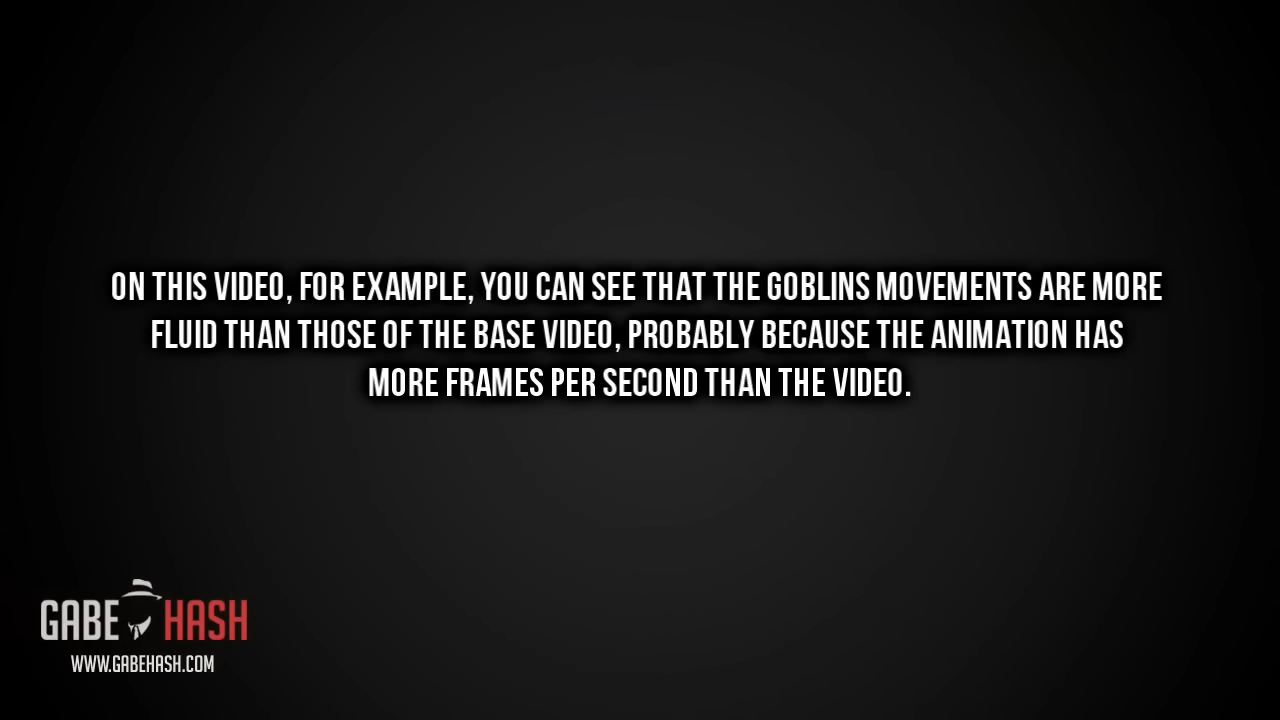 ON THIS VIDEO, FOR EXAMPLE, YOU CAN SEE THAT THE GOBLINS MOVEMENTS ARE MORE
FLUID THAN THOSE OF THE BASE VIDEO, PROBABLY BECAUSE THE ANIMATION HAS
MORE FRAMES PER SECOND THAN THE VIDEO.
GABE HASH
WWW.GABEHASH.COM